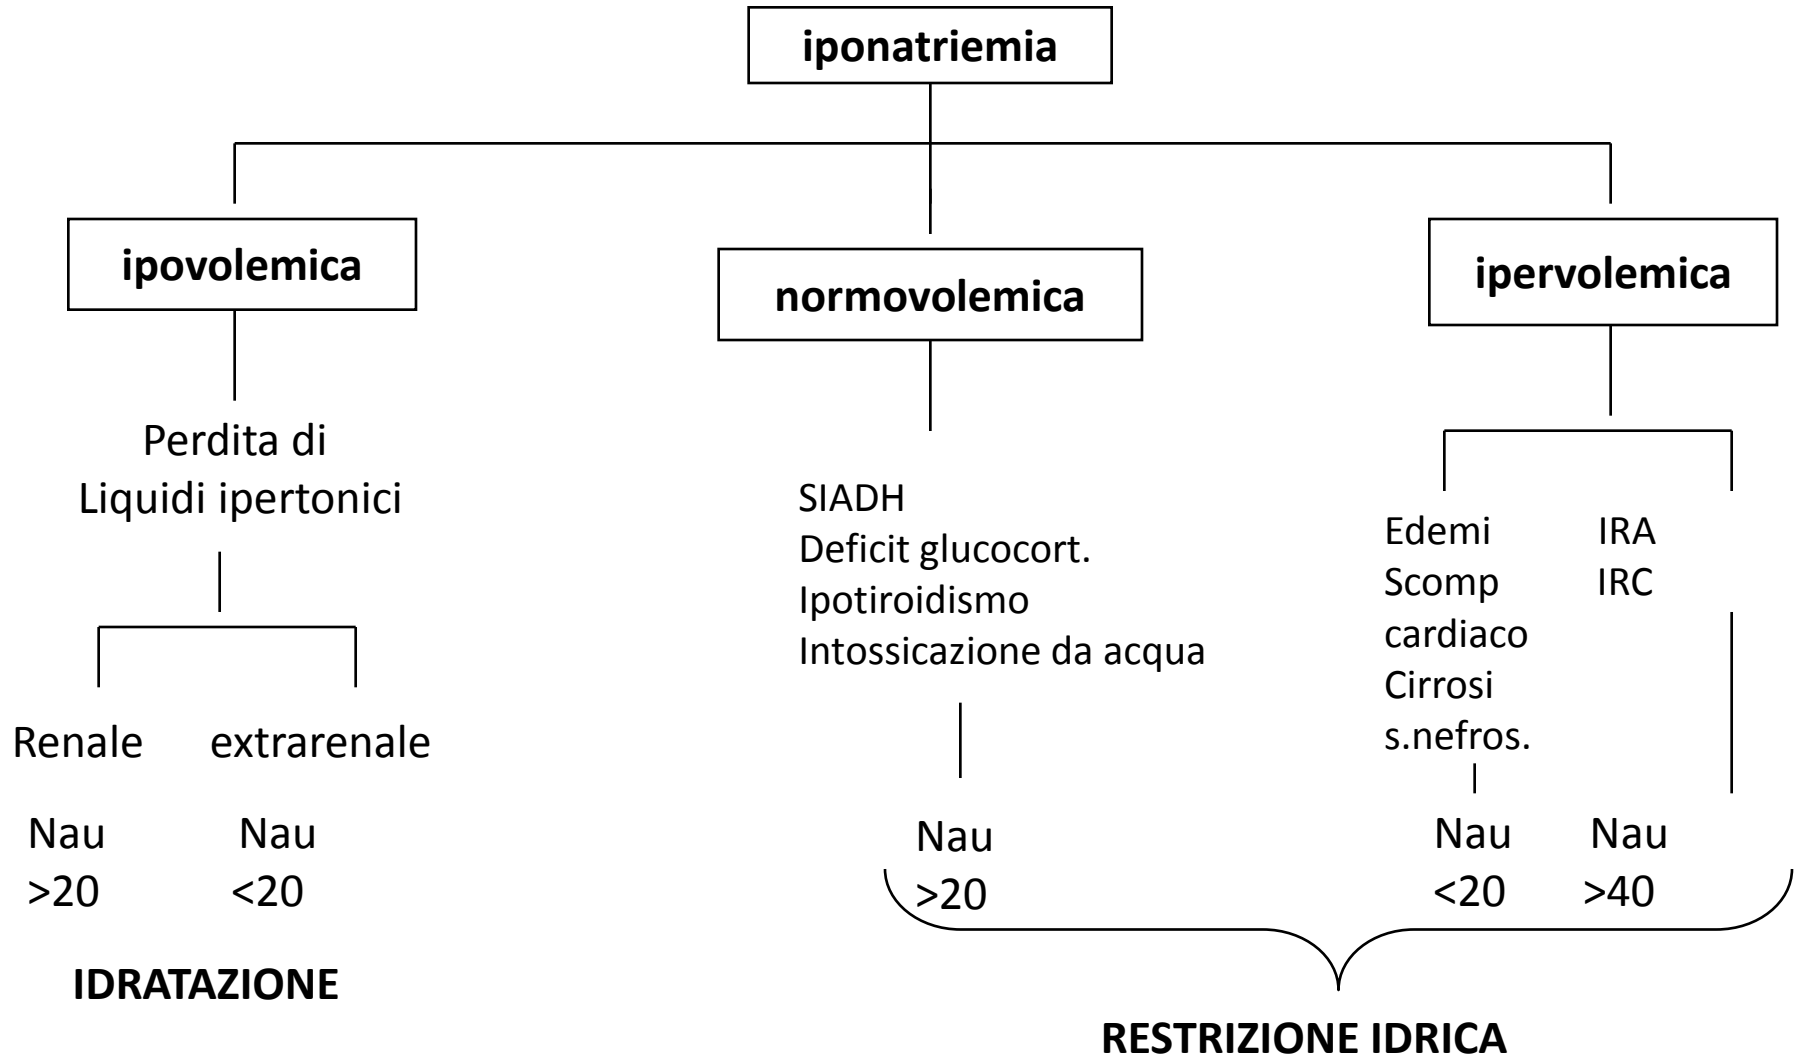 iponatriemia
ipovolemica
normovolemica
ipervolemica
Perdita di
Liquidi ipertonici
Renale
extrarenale
Nau
>20
Nau
<20
IDRATAZIONE
SIADH
Deficit glucocort.
Ipotiroidismo
Intossicazione da acqua
Nau
>20
Edemi
Scomp
cardiaco
Cirrosi
s.nefros.
IRA
IRC
Nau
<20
Nau
>40
RESTRIZIONE IDRICA